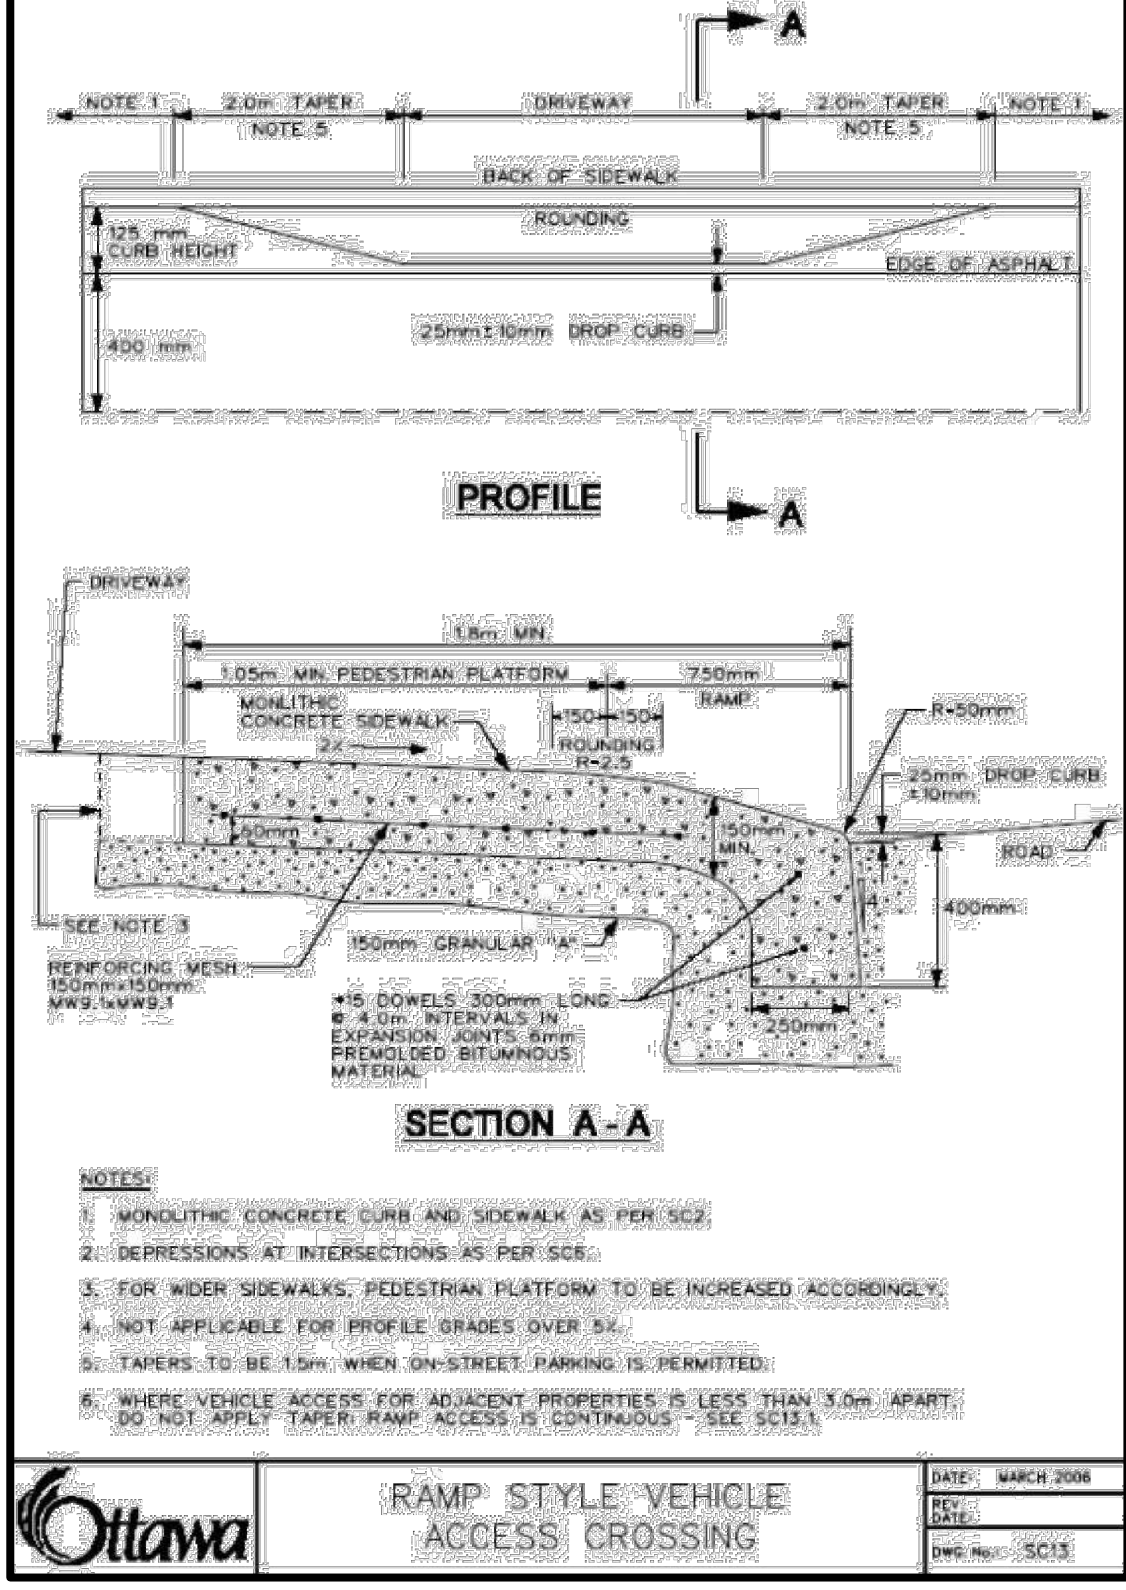 A
NOTE 1
2.0m TAPER
DRIVEWAY
2.0m TAPER
NOTE 1
NOTE 5
NOTE 5
BACK OF SIDEWALK
ROUNDING
125 mm
CURB HEIGHT
EDGE OF ASPHALT
25mm±10mm DROP CURB
400 mm
PROFILE
A
DRIVEWAY
1.8m MIN.
1.05m MIN. PEDESTRIAN PLATFORM
750mm
RAMP
MONLITHIC
CONCRETE SIDEWALK
150
150
R=50mm
2%
ROUNDING
R=2.5
25mm DROP CURB
±10mm
60mm
150mm
MIN.
ROAD
4
400mm
SEE NOTE 3
150mm GRANULAR "A"
REINFORCING MESH
150mmx150mm
MW9.1xMW9.1
#15 DOWELS 300mm LONG
@ 4.0m INTERVALS IN
EXPANSION JOINTS 6mm
PREMOLDED BITUMINOUS
MATERIAL
250mm
SECTION A - A
NOTES:
1. MONOLITHIC CONCRETE CURB AND SIDEWALK AS PER SC2.
2. DEPRESSIONS AT INTERSECTIONS AS PER SC6.
3. FOR WIDER SIDEWALKS, PEDESTRIAN PLATFORM TO BE INCREASED ACCORDINGLY.
4. NOT APPLICABLE FOR PROFILE GRADES OVER 5%.
5. TAPERS TO BE 1.5m WHEN ON-STREET PARKING IS PERMITTED.
6. WHERE VEHICLE ACCESS FOR ADJACENT PROPERTIES IS LESS THAN 3.0m APART,
DO NOT APPLY TAPER; RAMP ACCESS IS CONTINUOUS - SEE SC13.1.
Ottawa
RAMP STYLE VEHICLE
ACCESS CROSSING
DATE: MARCH 2006
REV.
DATE:
DWG. No.: SC13